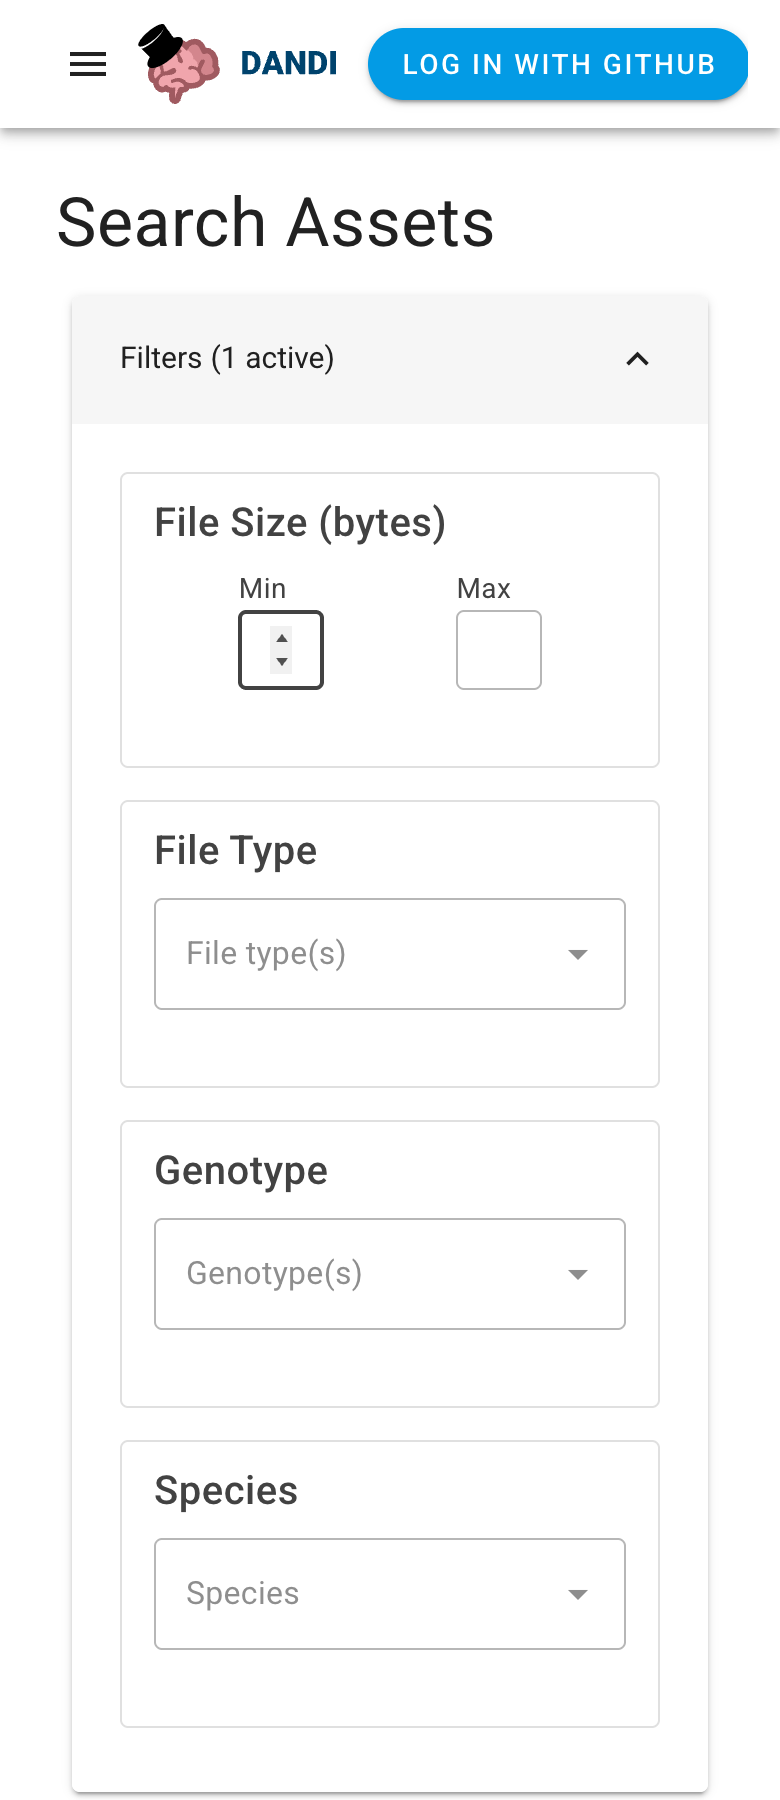 DANDI
LOG IN WITH GITHUB
Search Assets
Filters (1 active)
File Size (bytes)
Min Max
File Type
File type(s)
Genotype
Genotype(s)
Species
Species